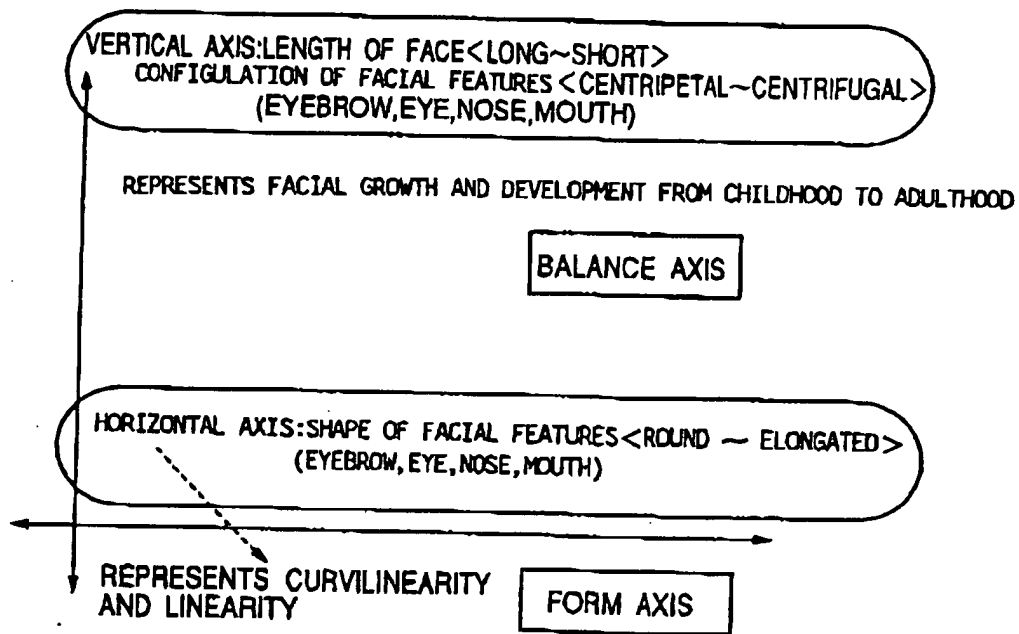 VERTICAL AXIS:LENGTH OF FACE<LONG~SHORT>
CONFIGULATION OF FACIAL FEATURES<CENTRIPETAL~CENTRIFUGAL>
(EYEBROW,EYE,NOSE,MOUTH)
REPRESENTS FACIAL GROWTH AND DEVELOPMENT FROM CHILDHOOD TO ADULTHOOD
BALANCE AXIS
HORIZONTAL AXIS:SHAPE OF FACIAL FEATURES<ROUND ~ ELONGATED>
(EYEBROW,EYE,NOSE,MOUTH)
REPRESENTS CURVILINEARITY
AND LINEARITY
FORM AXIS